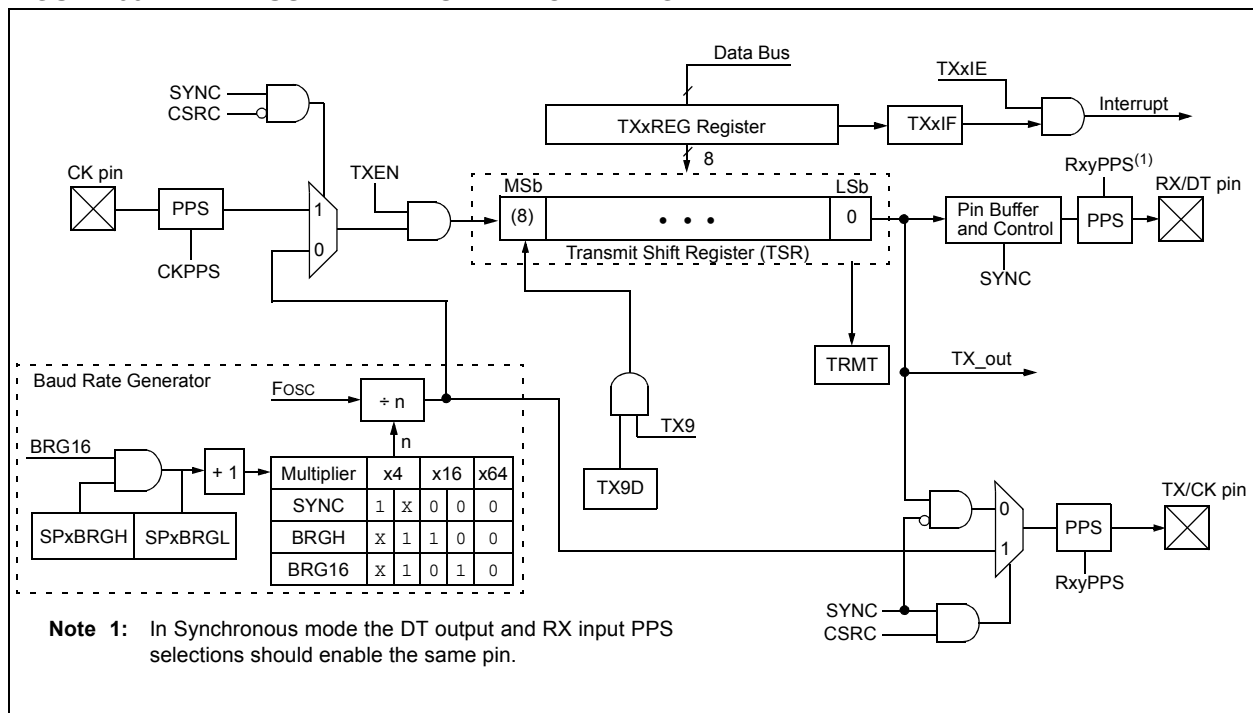 Data Bus
TXxIE
SYNC
CSRC
Interrupt
TXxREG Register
TXxIF
8
TXEN
CK pin
MSb
LSb
RxyPPS(1)
RX/DT pin
PPS
1
(8)
• • •
0
Pin Buffer
and Control
PPS
0
Transmit Shift Register (TSR)
CKPPS
SYNC
TRMT
TX_out
Baud Rate Generator
FOSC
÷ n
n
TX9
BRG16
+ 1
Multiplier x4 x16 x64
TX9D
SYNC 1 X 0 0 0
SPxBRGH SPxBRGL
BRGH X 1 1 0 0
BRG16 X 1 0 1 0
TX/CK pin
0
PPS
1
RxyPPS
SYNC
CSRC
Note 1: In Synchronous mode the DT output and RX input PPS
selections should enable the same pin.